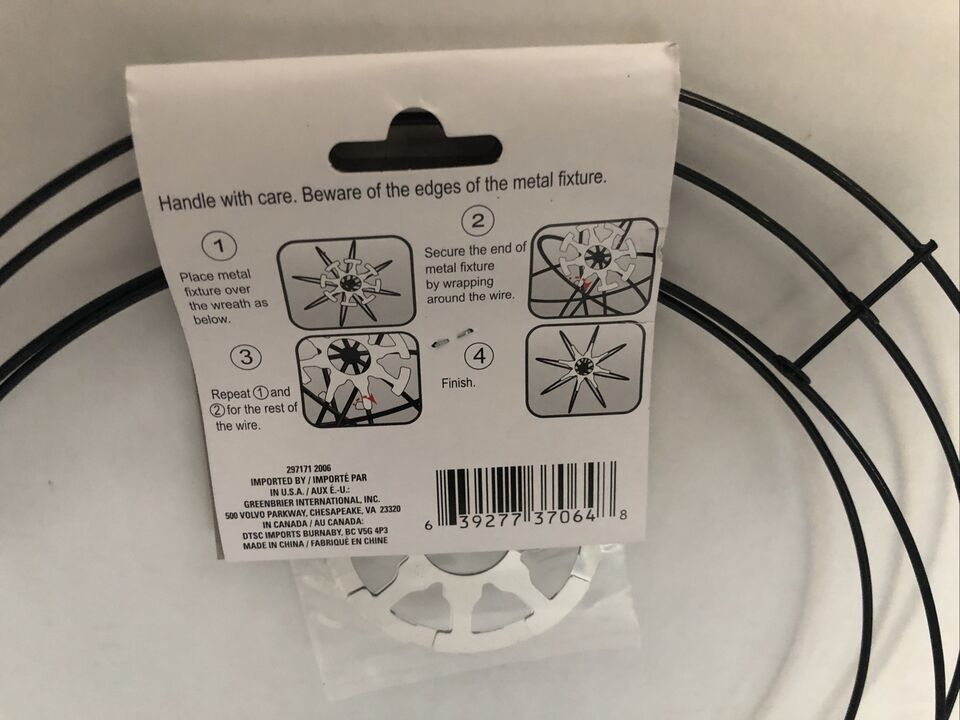 Handle with care. Beware of the edges of the metal fixture.
1
Place metal
fixture over
the wreath as
below.
2
Secure the end of
metal fixture
by wrapping
around the wire.
3
Repeat ① and
② for the rest of
the wire.
4
Finish.
297171 2006
IMPORTED BY / IMPORTÉ PAR
IN U.S.A. / AUX É.-U.:
GREENBRIER INTERNATIONAL, INC.
500 VOLVO PARKWAY, CHESAPEAKE, VA 23320
IN CANADA / AU CANADA:
DTSC IMPORTS BURNABY, BC V5G 4P3
MADE IN CHINA / FABRIQUÉ EN CHINE
6 39277 37064 8